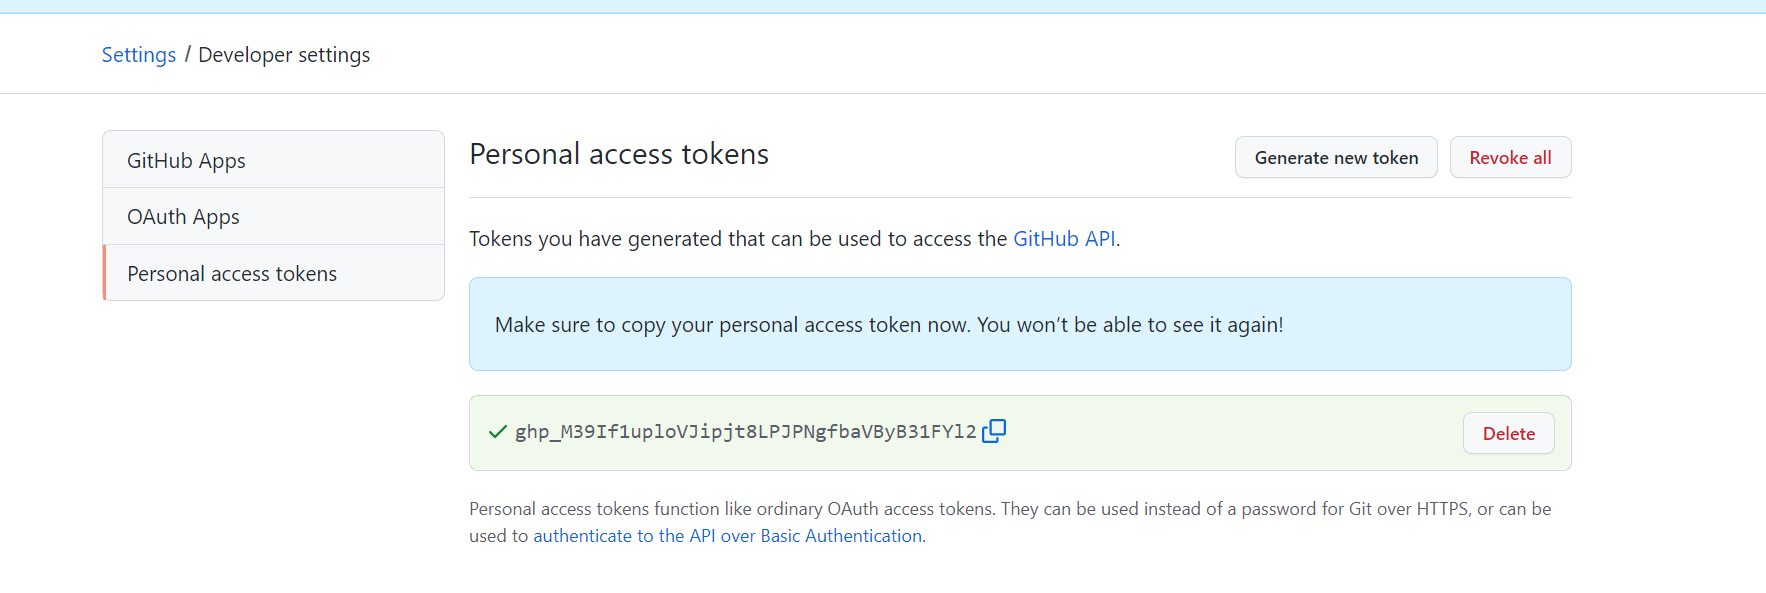 Settings / Developer settings
GitHub Apps
OAuth Apps
Personal access tokens
Personal access tokens
Generate new token
Revoke all
Tokens you have generated that can be used to access the GitHub API.
Make sure to copy your personal access token now. You won’t be able to see it again!
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
Delete
Personal access tokens function like ordinary OAuth access tokens. They can be used instead of a password for Git over HTTPS, or can be
used to authenticate to the API over Basic Authentication.